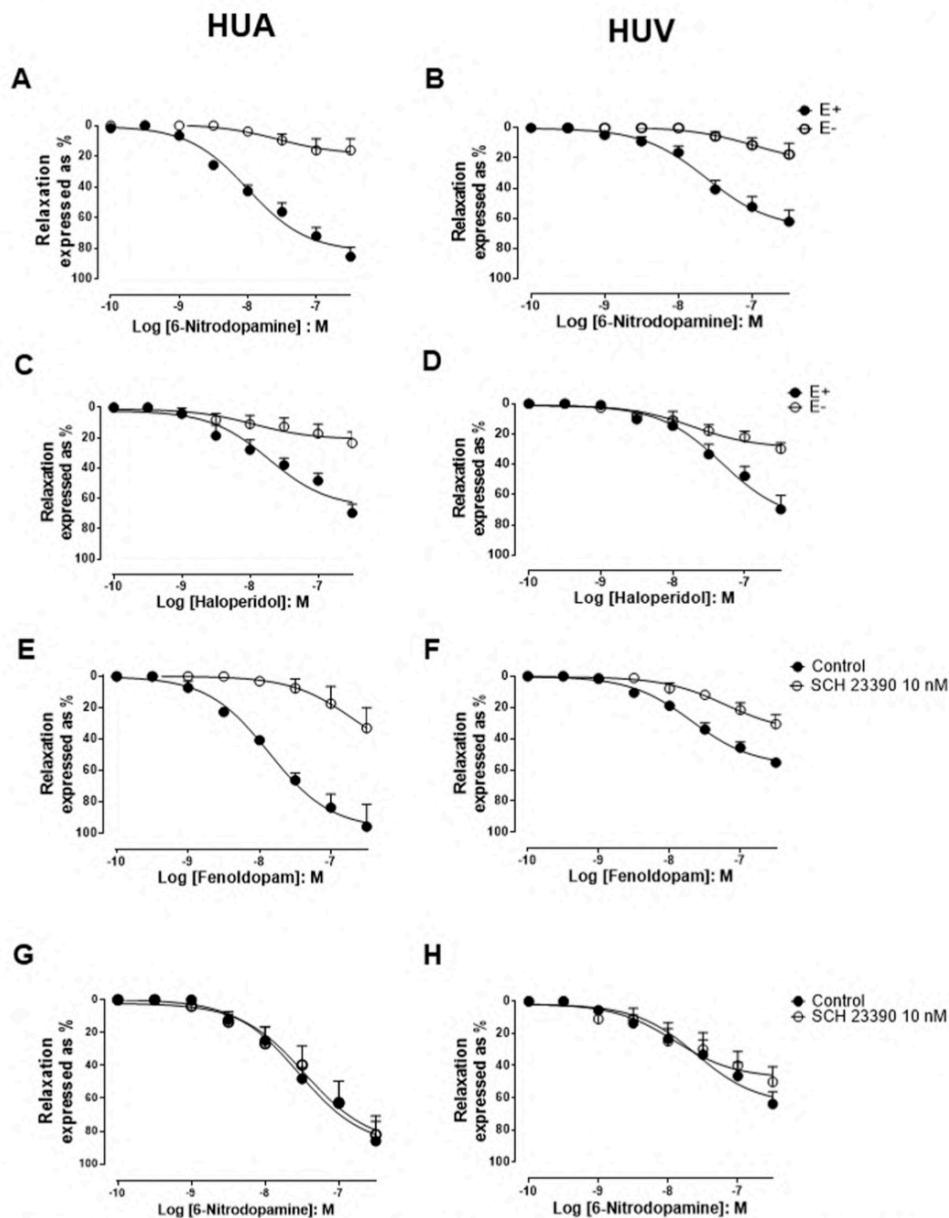 HUA HUV
A
Relaxation
expressed as %
0
20
40
60
80
100
-10 -9 -8 -7
Log [6-Nitrodopamine] : M
B
E+
E-
Relaxation
expressed as %
0
20
40
60
80
100
-10 -9 -8 -7
Log [6-Nitrodopamine]: M
C
Relaxation
expressed as %
0
20
40
60
80
100
-10 -9 -8 -7
Log [Haloperidol]: M
D
E+
E-
Relaxation
expressed as %
0
20
40
60
80
100
-10 -9 -8 -7
Log [Haloperidol]: M
E
Relaxation
expressed as %
0
20
40
60
80
100
-10 -9 -8 -7
Log [Fenoldopam]: M
F
Control
SCH 23390 10 nM
Relaxation
expressed as %
0
20
40
60
80
100
-10 -9 -8 -7
Log [Fenoldopam]: M
G
Relaxation
expressed as %
0
20
40
60
80
100
-10 -9 -8 -7
Log [6-Nitrodopamine]: M
H
Control
SCH 23390 10 nM
Relaxation
expressed as %
0
20
40
60
80
100
-10 -9 -8 -7
Log [6-Nitrodopamine]: M